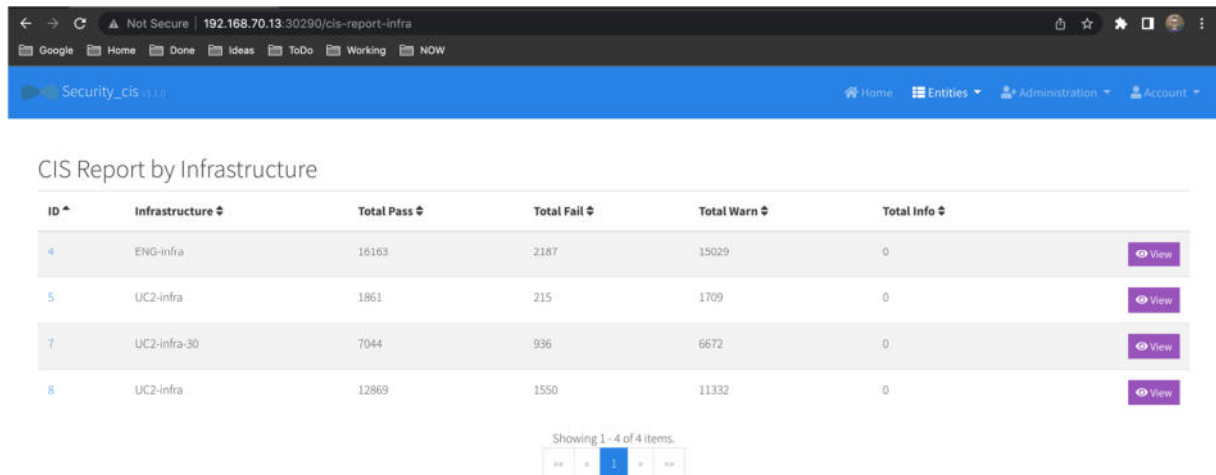 Not Secure | 192.168.70.13:30290/cis-report-infra
Google Home Done Ideas ToDo Working NOW
Security_cis v1.1.0 Home Entities Administration Account
CIS Report by Infrastructure
ID Infrastructure Total Pass Total Fail Total Warn Total Info
4 ENG-infra 16163 2187 15029 0 View
5 UC2-infra 1861 215 1709 0 View
7 UC2-infra-30 7044 936 6672 0 View
8 UC2-infra 12869 1550 11332 0 View
Showing 1 - 4 of 4 items.
«« « 1 » »»